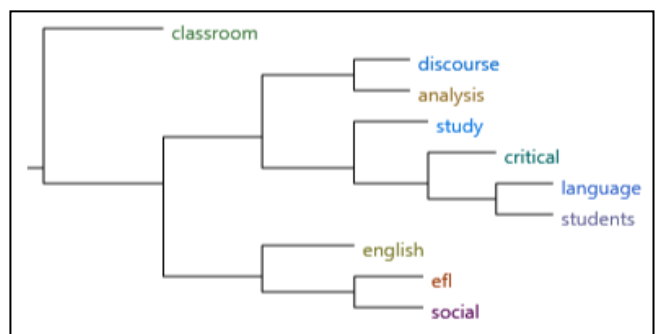 classroom
discourse
analysis
study
critical
language
students
english
efl
social